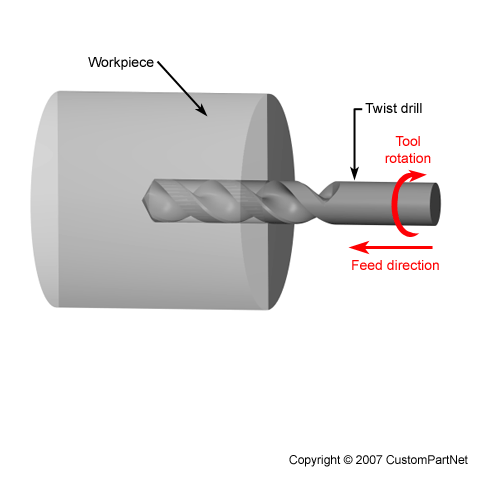 Workpiece
Twist drill
Tool
rotation
Feed direction
Copyright © 2007 CustomPartNet